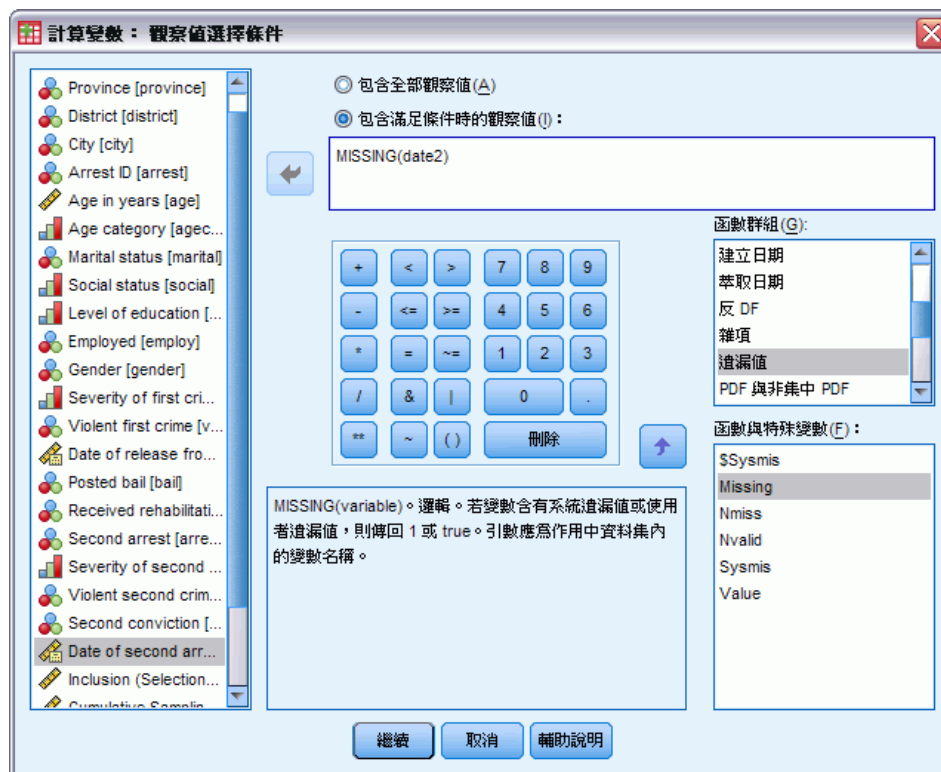 計算變數： 觀察值選擇條件
Province [province]
District [district]
City [city]
Arrest ID [arrest]
Age in years [age]
Age category [agec...
Marital status [marital]
Social status [social]
Level of education [...
Employed [employ]
Gender [gender]
Severity of first cri...
Violent first crime [v...
Date of release fro...
Posted bail [bail]
Received rehabilitati...
Second arrest [arre...
Severity of second ...
Violent second crim...
Second conviction [...
Date of second arr...
Inclusion (Selection...
Cumulative Samplin
包含全部觀察值(A)
包含滿足條件時的觀察值(I)：
MISSING(date2)
+ < > 7 8 9
- <= >= 4 5 6
* = ~= 1 2 3
/ & | 0 .
** ~ ( ) 刪除
函數群組(G):
建立日期
萃取日期
反 DF
雜項
遺漏值
PDF 與非集中 PDF
函數與特殊變數(F)：
$Sysmis
Missing
Nmiss
Nvalid
Sysmis
Value
MISSING(variable)。邏輯。若變數含有系統遺漏值或使用
者遺漏值，則傳回 1 或 true。引數應為作用中資料集內
的變數名稱。
繼續
取消
輔助說明